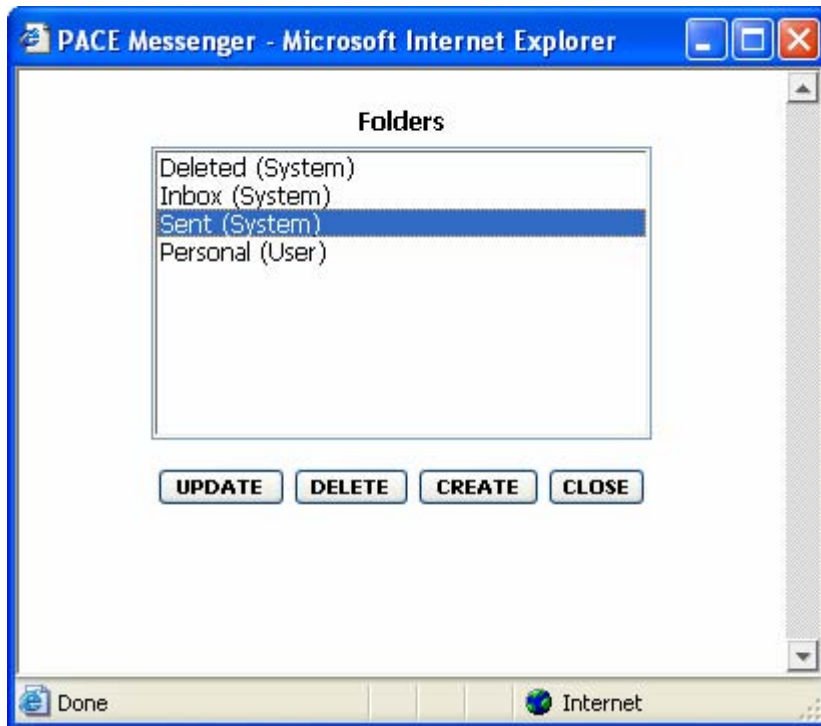 PACE Messenger - Microsoft Internet Explorer
Folders
Deleted (System)
Inbox (System)
Sent (System)
Personal (User)
UPDATE DELETE CREATE CLOSE
Done Internet